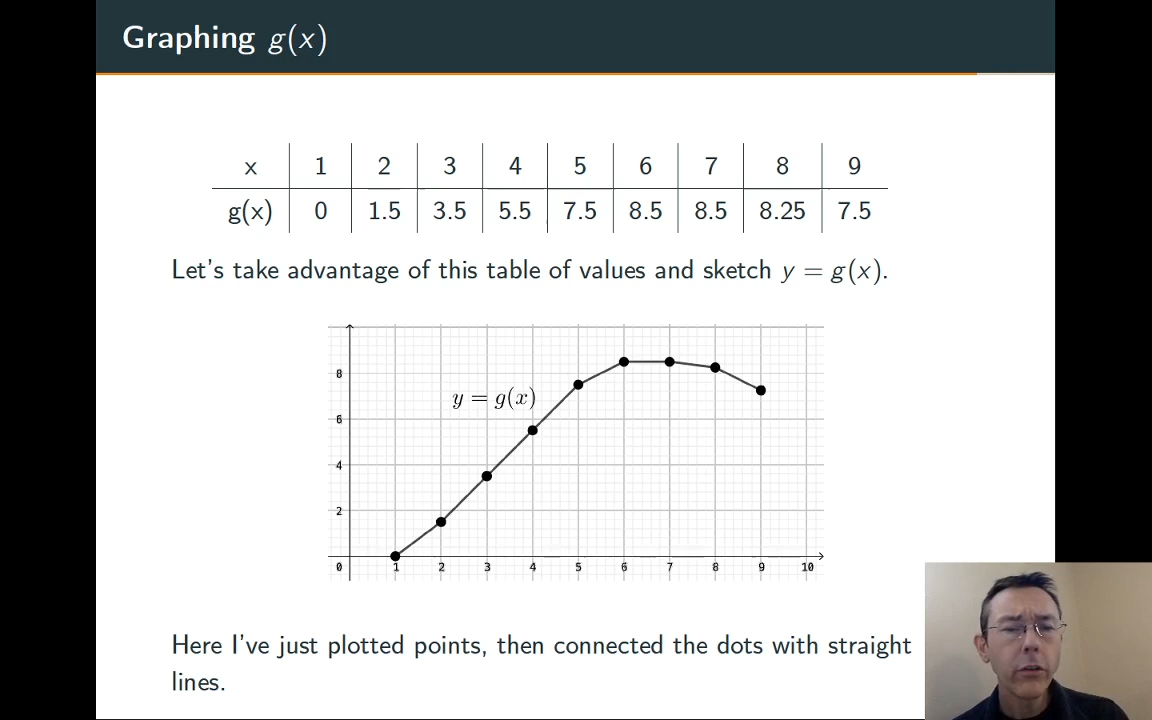 Graphing g(x)
x 1 2 3 4 5 6 7 8 9
g(x) 0 1.5 3.5 5.5 7.5 8.5 8.5 8.25 7.5
Let's take advantage of this table of values and sketch y = g(x).
8
y = g(x)
6
4
2
0 1 2 3 4 5 6 7 8 9 10
Here I've just plotted points, then connected the dots with straight
lines.